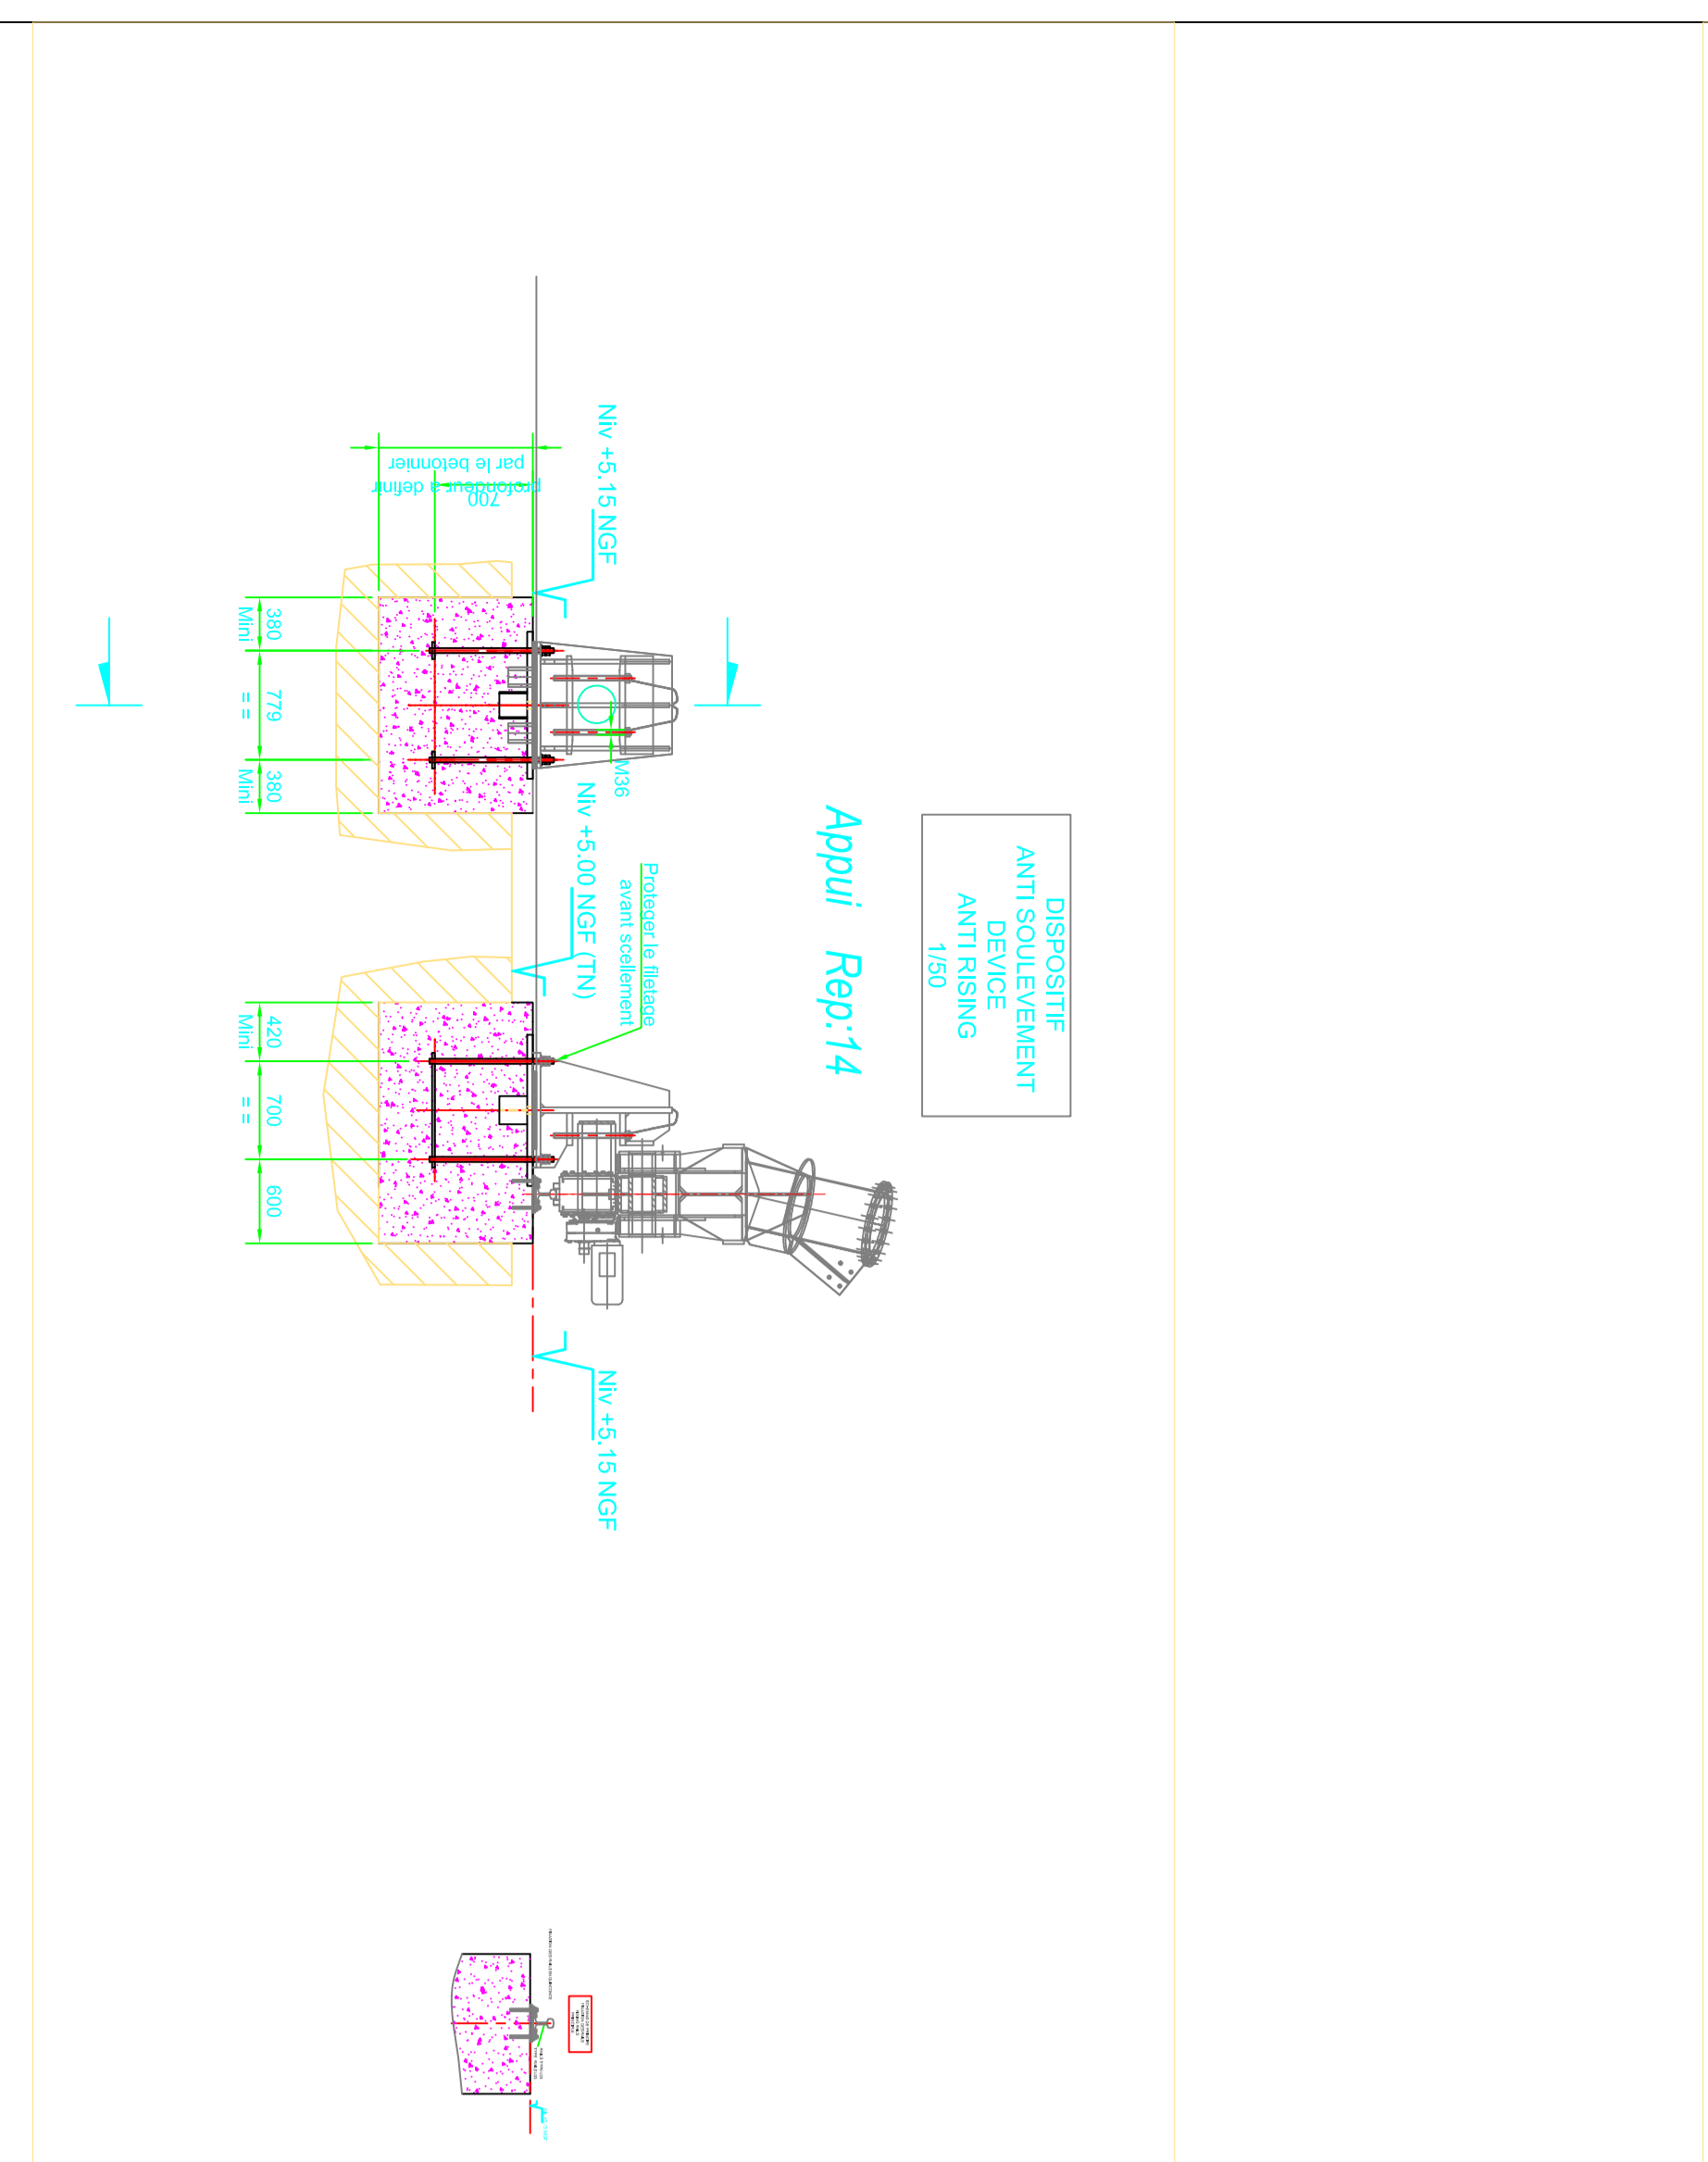 DISPOSITIF
ANTI SOULEVEMENT
DEVICE
ANTI RISING
1/50
Appui Rep:14
Niv +5.15 NGF
par le betonnier
profondeur a definir
700
M36
Niv +5.00 NGF (TN)
Proteger le filetage
avant scellement
Niv +5.15 NGF
380
Mini
779
= =
380
Mini
420
Mini
700
= =
600